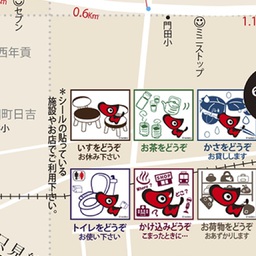 セブン
0.6Km
門田小
ミニストップ
1.1
西年貢
町日吉
小
*シールの貼っている
施設やお店でご利用下さい。
いすをどうぞ
お休み下さい
お茶をどうぞ
かさをどうぞ
お貸しします
トイレをどうぞ
お使い下さい
かけ込みどうぞ
こまったときに…
お荷物をどうぞ
おあずかりします
只見